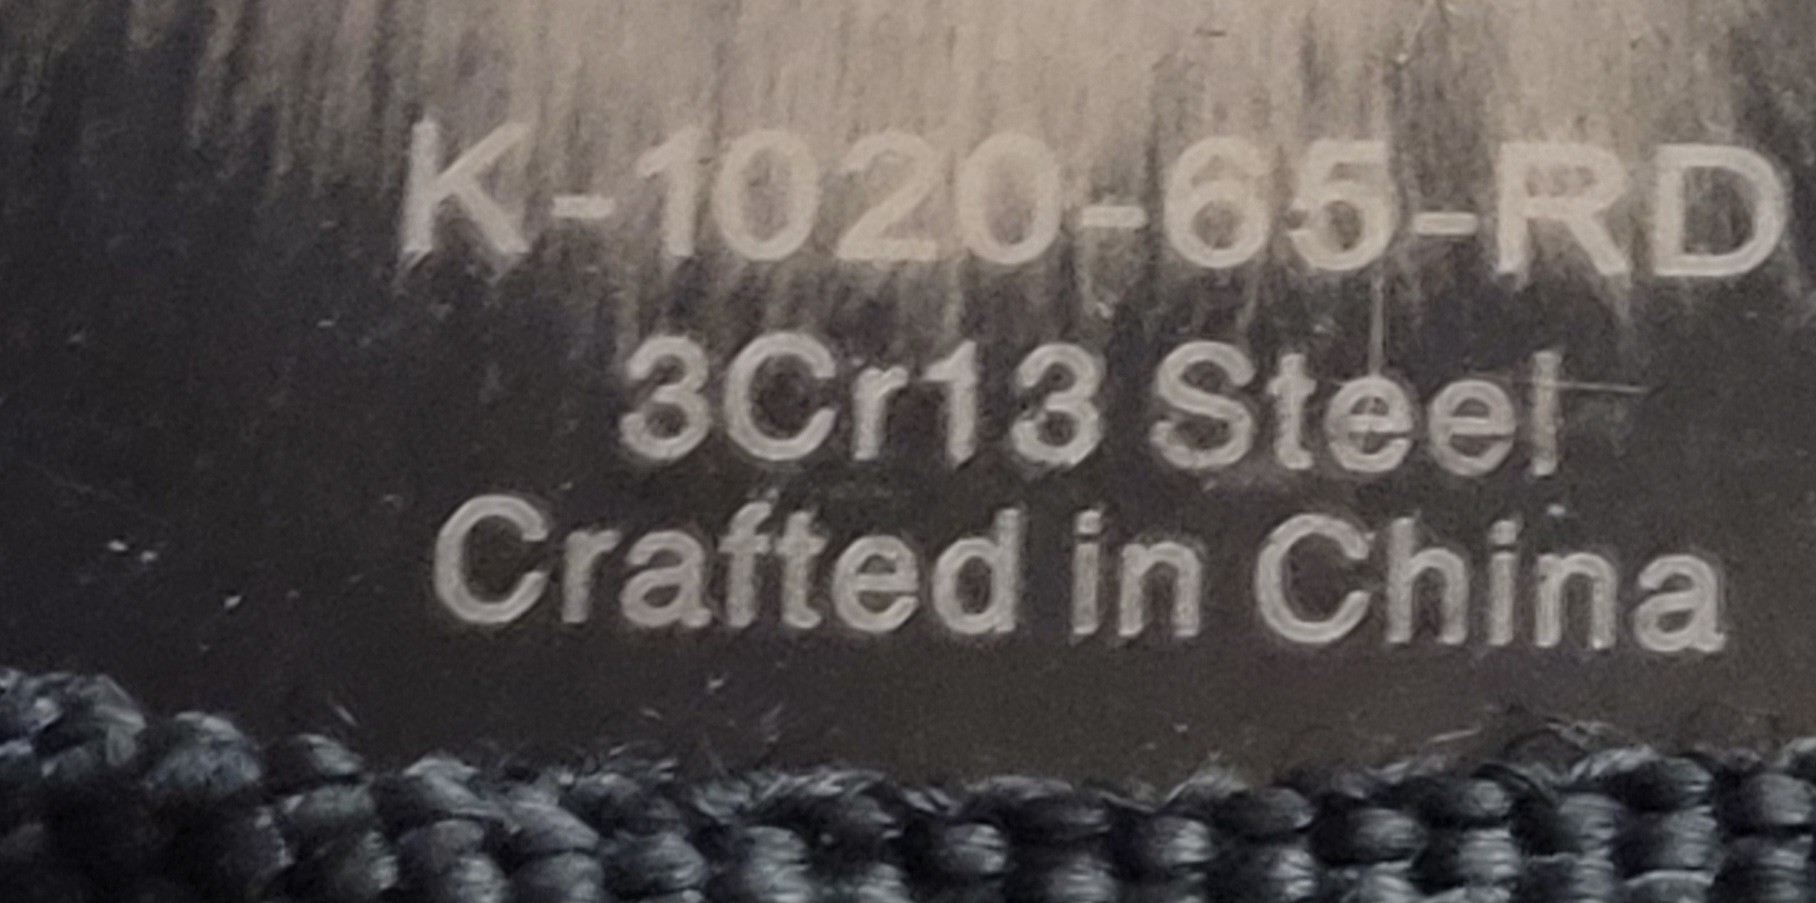 K-1020-65-RD
3Cr13 Steel
Crafted in China